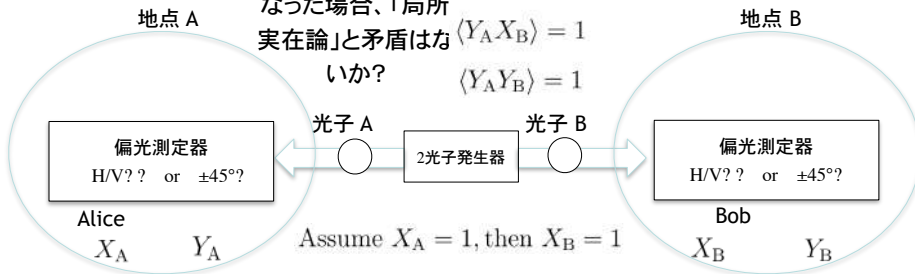 なった場合、「局所
実在論」と矛盾はな
いか?
⟨Y_A X_B⟩ = 1
⟨Y_A Y_B⟩ = 1
地点 A
地点 B
光子 A
光子 B
偏光測定器
H/V? ? or ±45°?
2光子発生器
偏光測定器
H/V? ? or ±45°?
Alice
X_A Y_A
Assume X_A = 1, then X_B = 1
Bob
X_B Y_B